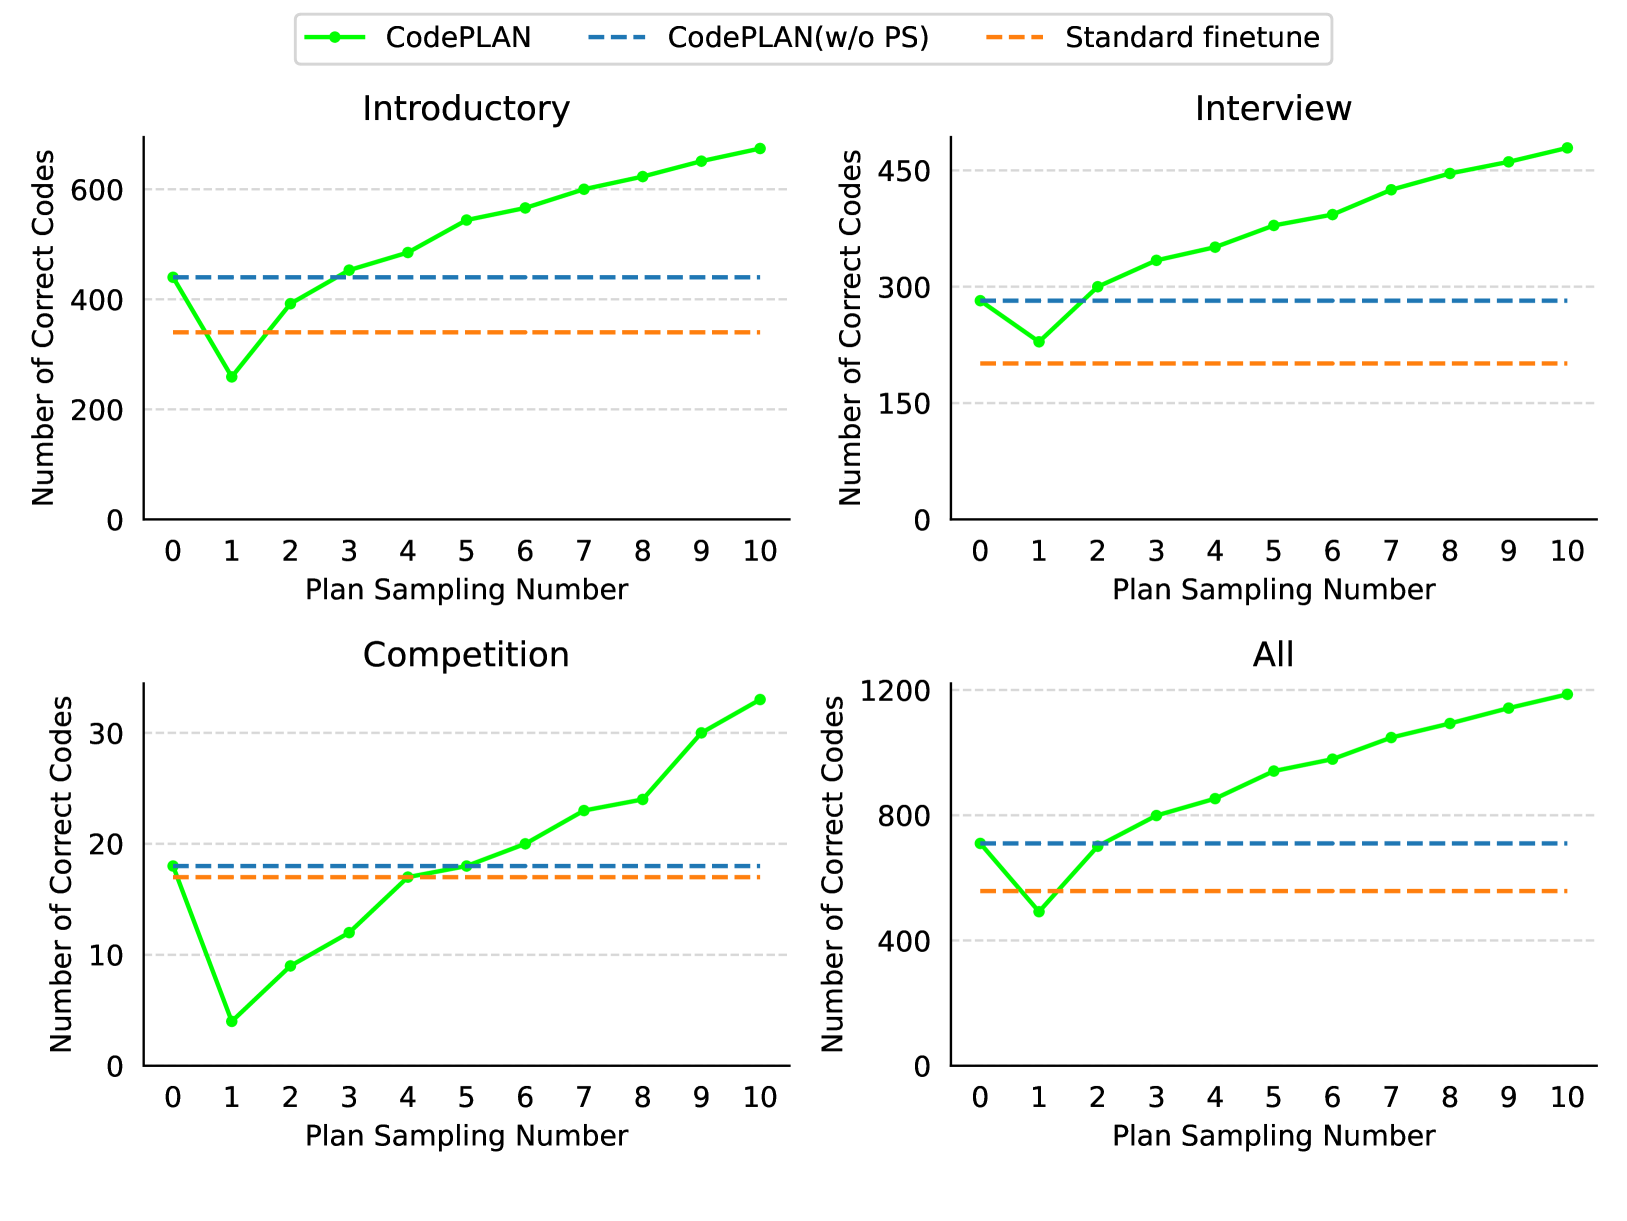 CodePLAN CodePLAN(w/o PS) Standard finetune
Introductory
Number of Correct Codes
600
400
200
0
0 1 2 3 4 5 6 7 8 9 10
Plan Sampling Number
Interview
Number of Correct Codes
450
300
150
0
0 1 2 3 4 5 6 7 8 9 10
Plan Sampling Number
Competition
Number of Correct Codes
30
20
10
0
0 1 2 3 4 5 6 7 8 9 10
Plan Sampling Number
All
Number of Correct Codes
1200
800
400
0
0 1 2 3 4 5 6 7 8 9 10
Plan Sampling Number